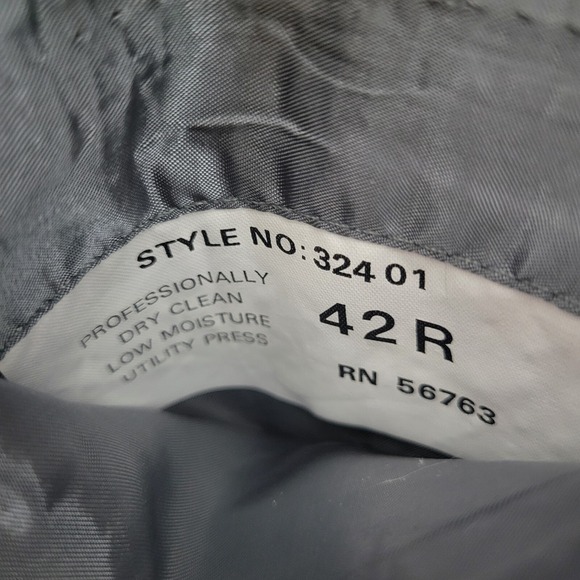 STYLE NO: 324 01
PROFESSIONALLY
DRY CLEAN
LOW MOISTURE
UTILITY PRESS
42 R
RN 56763